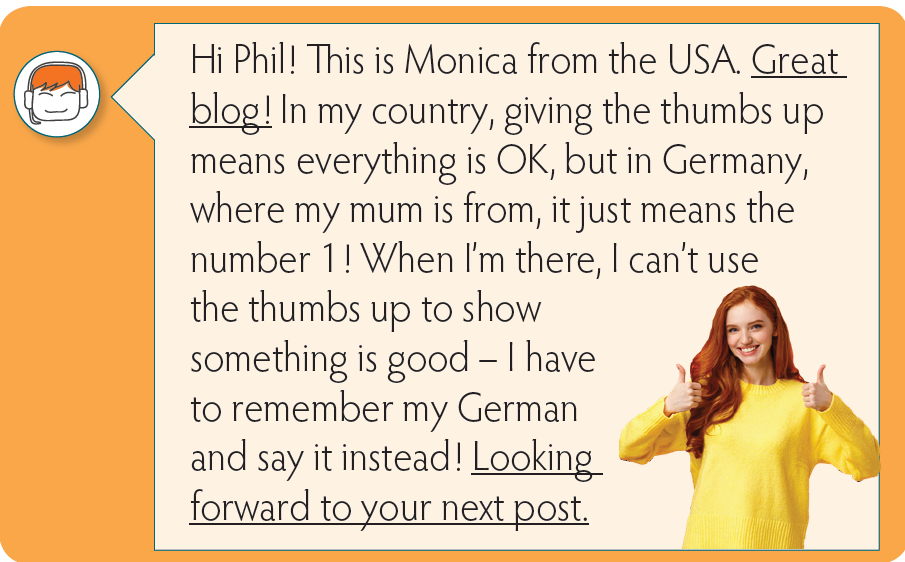 Hi Phil! This is Monica from the USA. Great
blog! In my country, giving the thumbs up
means everything is OK, but in Germany,
where my mum is from, it just means the
number 1! When I'm there, I can't use
the thumbs up to show
something is good – I have
to remember my German
and say it instead! Looking
forward to your next post.